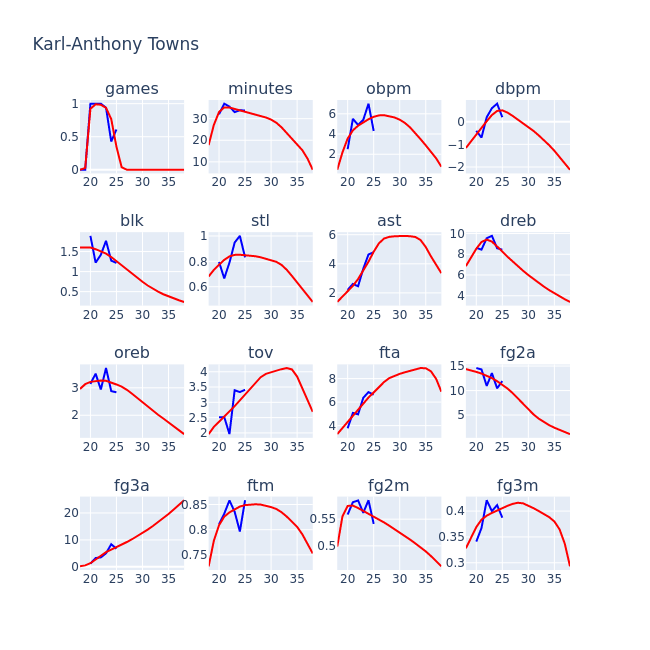 Karl-Anthony Towns
games minutes obpm dbpm
1 0.5 0 30 20 10 6 4 2 0 −1 −2
20 25 30 35 20 25 30 35 20 25 30 35 20 25 30 35
blk stl ast dreb
1.5 1 0.5 1 0.8 0.6 6 4 2 10 8 6 4
20 25 30 35 20 25 30 35 20 25 30 35 20 25 30 35
oreb tov fta fg2a
3 2 4 3.5 3 2.5 2 8 6 4 15 10 5
20 25 30 35 20 25 30 35 20 25 30 35 20 25 30 35
fg3a ftm fg2m fg3m
20 10 0 0.85 0.8 0.75 0.55 0.5 0.4 0.35 0.3
20 25 30 35 20 25 30 35 20 25 30 35 20 25 30 35